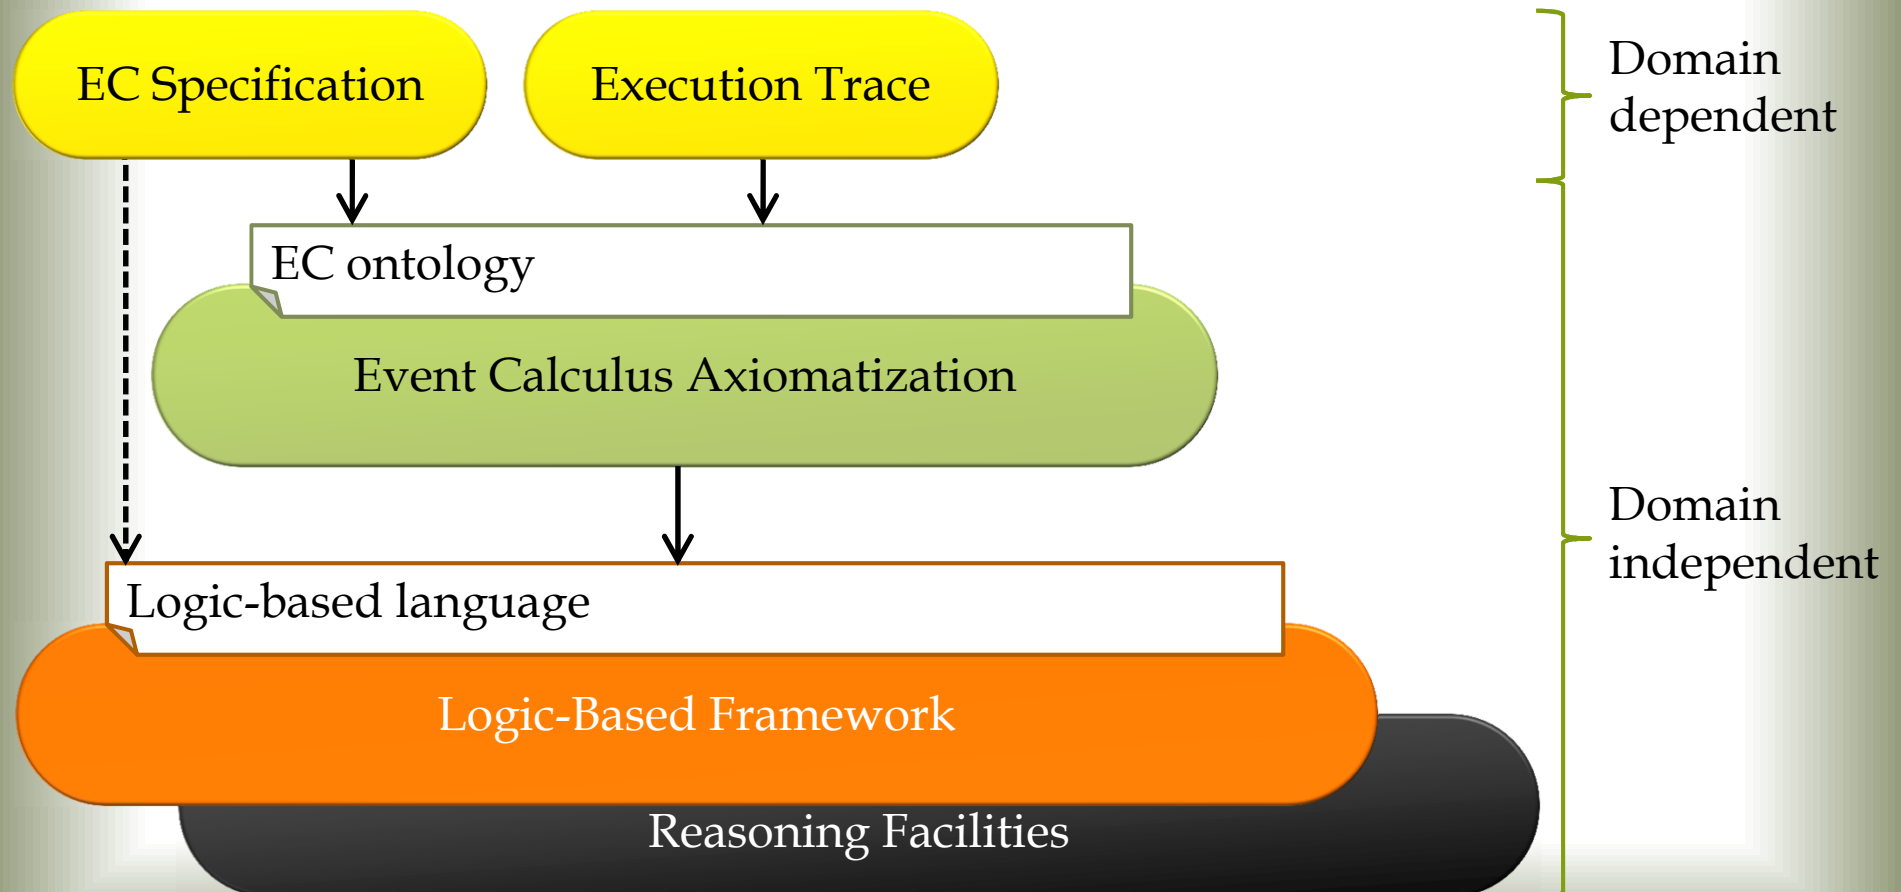 EC Specification
Execution Trace
Domain
dependent
EC ontology
Event Calculus Axiomatization
Domain
independent
Logic-based language
Logic-Based Framework
Reasoning Facilities